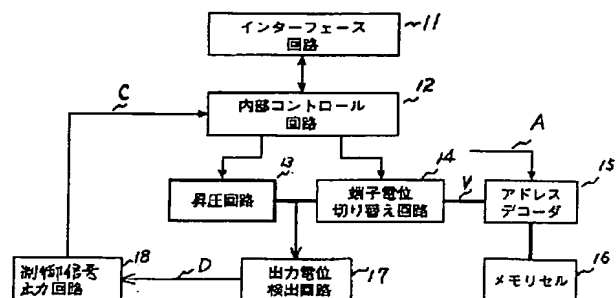 インターフェース
回路
11
C
内部コントロール
回路
12
A
昇圧回路
13
端子電位
切り替え回路
14
V
アドレス
デコーダ
15
制御信号
出力回路
18
D
出力電位
検出回路
17
メモリセル
16